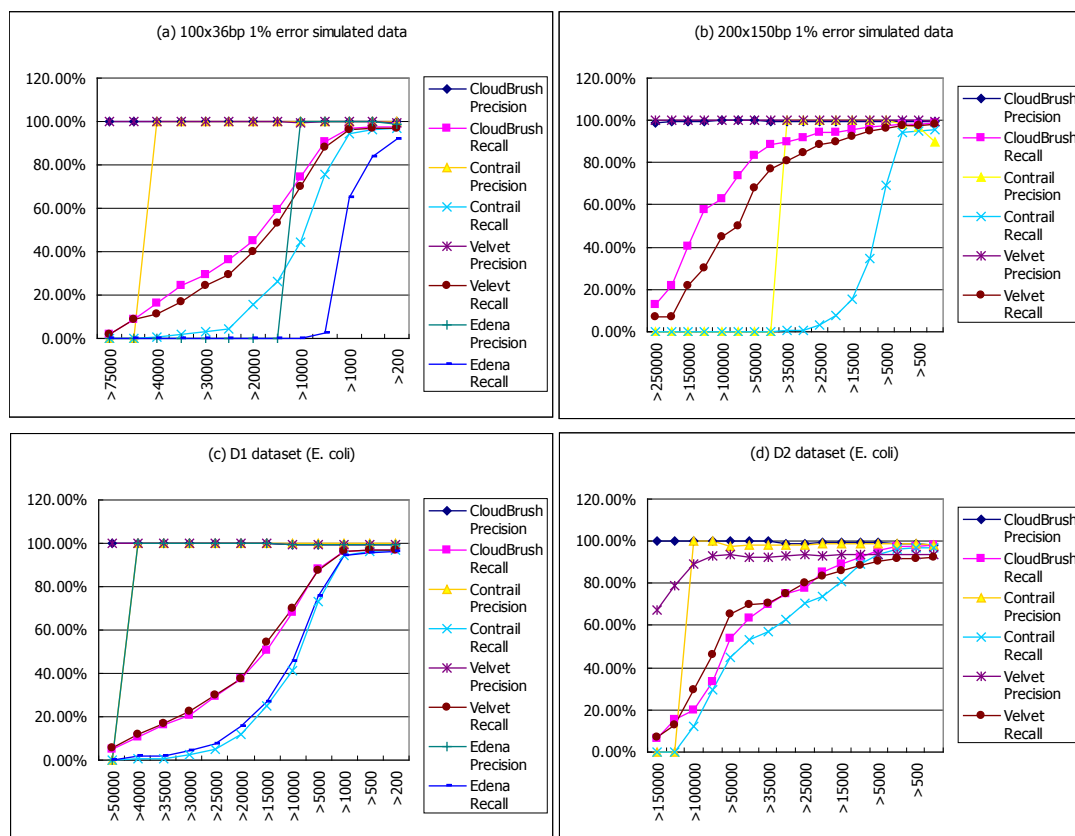 (a) 100x36bp 1% error simulated data
120.00%
100.00%
80.00%
60.00%
40.00%
20.00%
0.00%
>75000
>40000
>30000
>20000
>10000
>10000
>200
CloudBrush
Precision
CloudBrush
Recall
Contrail
Precision
Contrail
Recall
Velvet
Precision
Velevt
Recall
Edena
Precision
Edena
Recall
(b) 200x150bp 1% error simulated data
120.00%
100.00%
80.00%
60.00%
40.00%
20.00%
0.00%
>250000
>150000
>100000
>50000
>35000
>25000
>15000
>5000
>500
CloudBrush
Precision
CloudBrush
Recall
Contrail
Precision
Contrail
Recall
Velvet
Precision
Velvet
Recall
(c) D1 dataset (E. coli)
120.00%
100.00%
80.00%
60.00%
40.00%
20.00%
0.00%
>50000
>40000
>35000
>30000
>25000
>20000
>15000
>10000
>5000
>1000
>500
>200
CloudBrush
Precision
CloudBrush
Recall
Contrail
Precision
Contrail
Recall
Velvet
Precision
Velvet
Recall
Edena
Precision
Edena
Recall
(d) D2 dataset (E. coli)
120.00%
100.00%
80.00%
60.00%
40.00%
20.00%
0.00%
>150000
>100000
>50000
>35000
>25000
>15000
>5000
>500
CloudBrush
Precision
CloudBrush
Recall
Contrail
Precision
Contrail
Recall
Velvet
Precision
Velvet
Recall